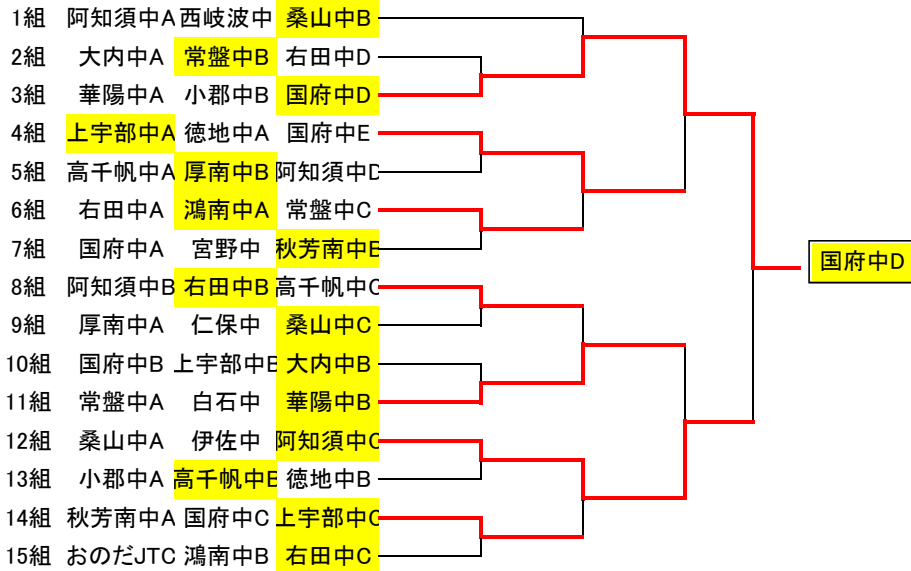 1組 阿知須中A 西岐波中 桑山中B
2組 大内中A 常盤中B 右田中D
3組 華陽中A 小郡中B 国府中D
4組 上宇部中A 徳地中A 国府中E
5組 高千帆中A 厚南中B 阿知須中D
6組 右田中A 鴻南中A 常盤中C
7組 国府中A 宮野中 秋芳南中B
国府中D
8組 阿知須中B 右田中B 高千帆中C
9組 厚南中A 仁保中 桑山中C
10組 国府中B 上宇部中B 大内中B
11組 常盤中A 白石中 華陽中B
12組 桑山中A 伊佐中 阿知須中C
13組 小郡中A 高千帆中B 徳地中B
14組 秋芳南中A 国府中C 上宇部中C
15組 おのだJTC 鴻南中B 右田中C